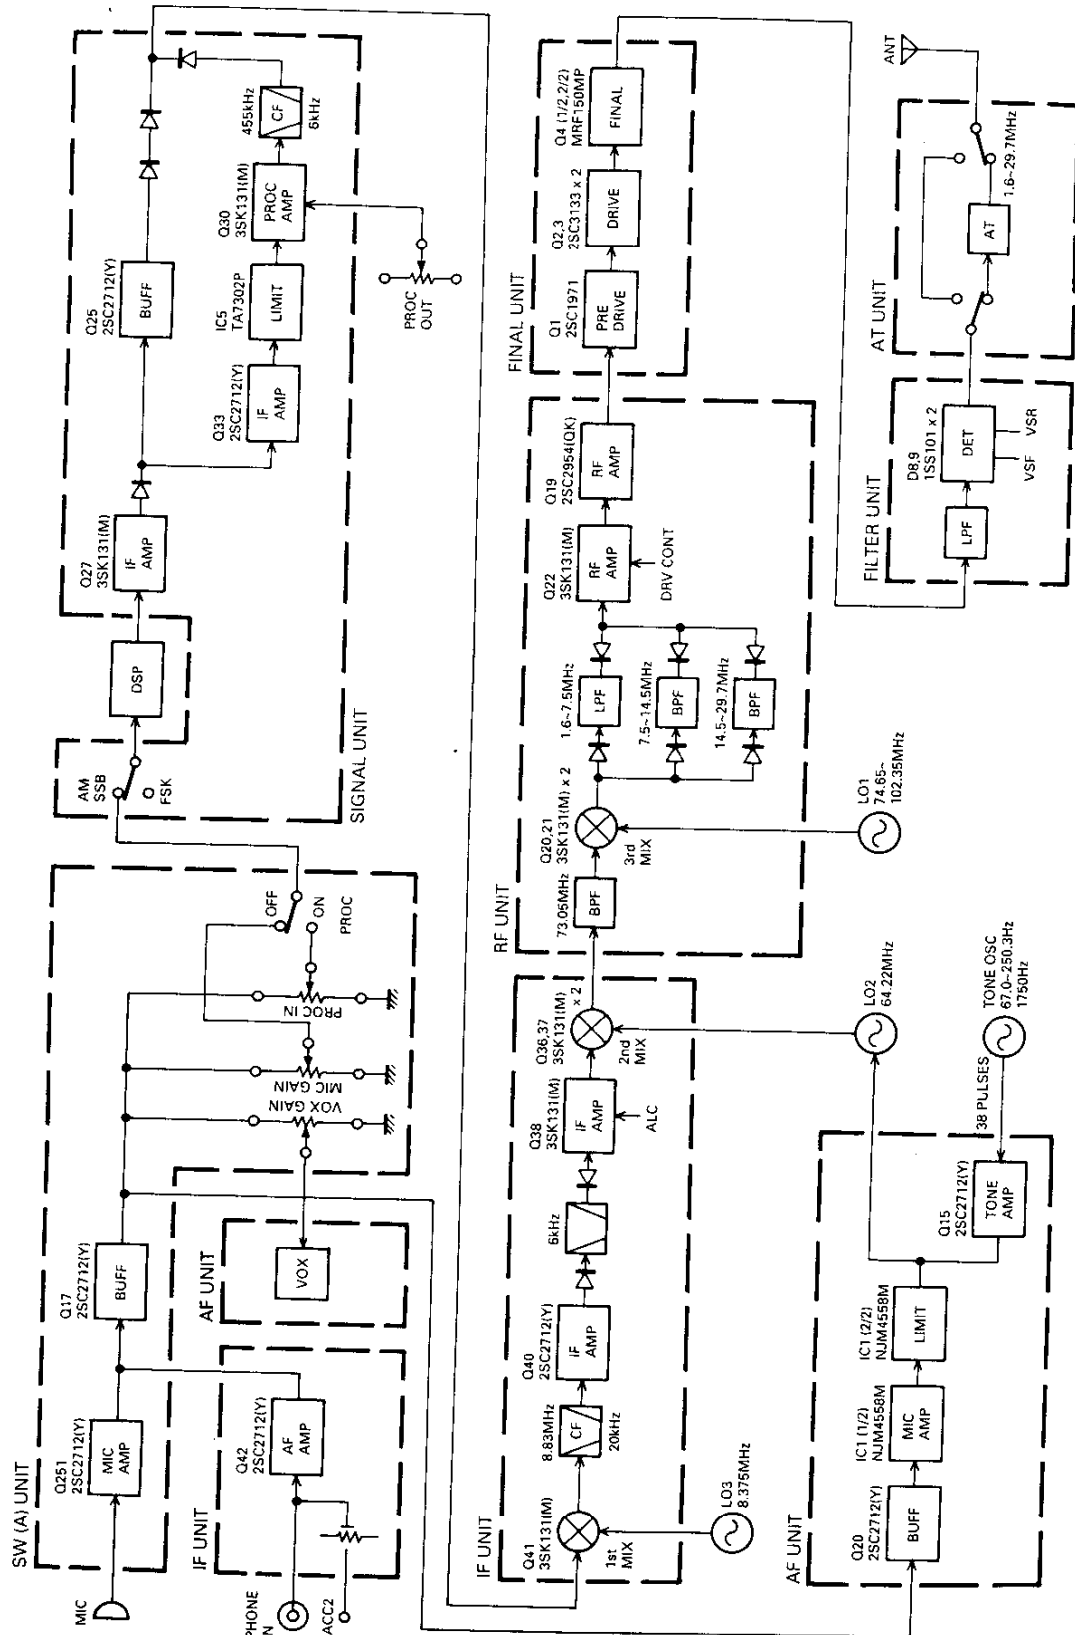 MIC
SW (A) UNIT
Q251
2SC2712(Y)
MIC
AMP
Q17
2SC2712(Y)
BUFF
VOX GAIN
MIC GAIN
PROC IN
OFF
ON
PROC
PHONE
IN
ACC2
IF UNIT
Q42
2SC2712(Y)
AF
AMP
AF UNIT
VOX
AM
SSB
FSK
DSP
SIGNAL UNIT
Q27
3SK131(M)
IF
AMP
Q25
2SC2712(Y)
BUFF
Q33
2SC2712(Y)
IF
AMP
IC5
TA7302P
LIMIT
Q30
3SK131(M)
PROC
AMP
455kHz
CF
6kHz
PROC
OUT
IF UNIT
Q41
3SK131(M)
1st
MIX
LO3
8.375MHz
8.83MHz
CF
20kHz
Q40
2SC2712(Y)
IF
AMP
6kHz
Q38
3SK131(M)
IF
AMP
ALC
Q36,37
3SK131(M)
x 2
2nd
MIX
LO2
64.22MHz
RF UNIT
73.05MHz
BPF
Q20,21
3SK131(M) x 2
3rd
MIX
LO1
74.65~
102.35MHz
1.6~7.5MHz
LPF
7.5~14.5MHz
BPF
14.5~29.7MHz
BPF
Q22
3SK131(M)
RF
AMP
DRV CONT
Q19
2SC2954(QK)
RF
AMP
FINAL UNIT
Q1
2SC1971
PRE
DRIVE
Q2,3
2SC3133 x 2
DRIVE
Q4 (1/2,2/2)
MRF150MP
FINAL
AF UNIT
Q20
2SC2712(Y)
BUFF
IC1 (1/2)
NJM4558M
MIC
AMP
IC1 (2/2)
NJM4558M
LIMIT
Q15
2SC2712(Y)
TONE
AMP
38 PULSES
TONE OSC
67.0~250.3Hz
1750Hz
FILTER UNIT
LPF
D8,9
1SS101 x 2
DET
VSF
VSR
AT UNIT
AT
1.6~29.7MHz
ANT